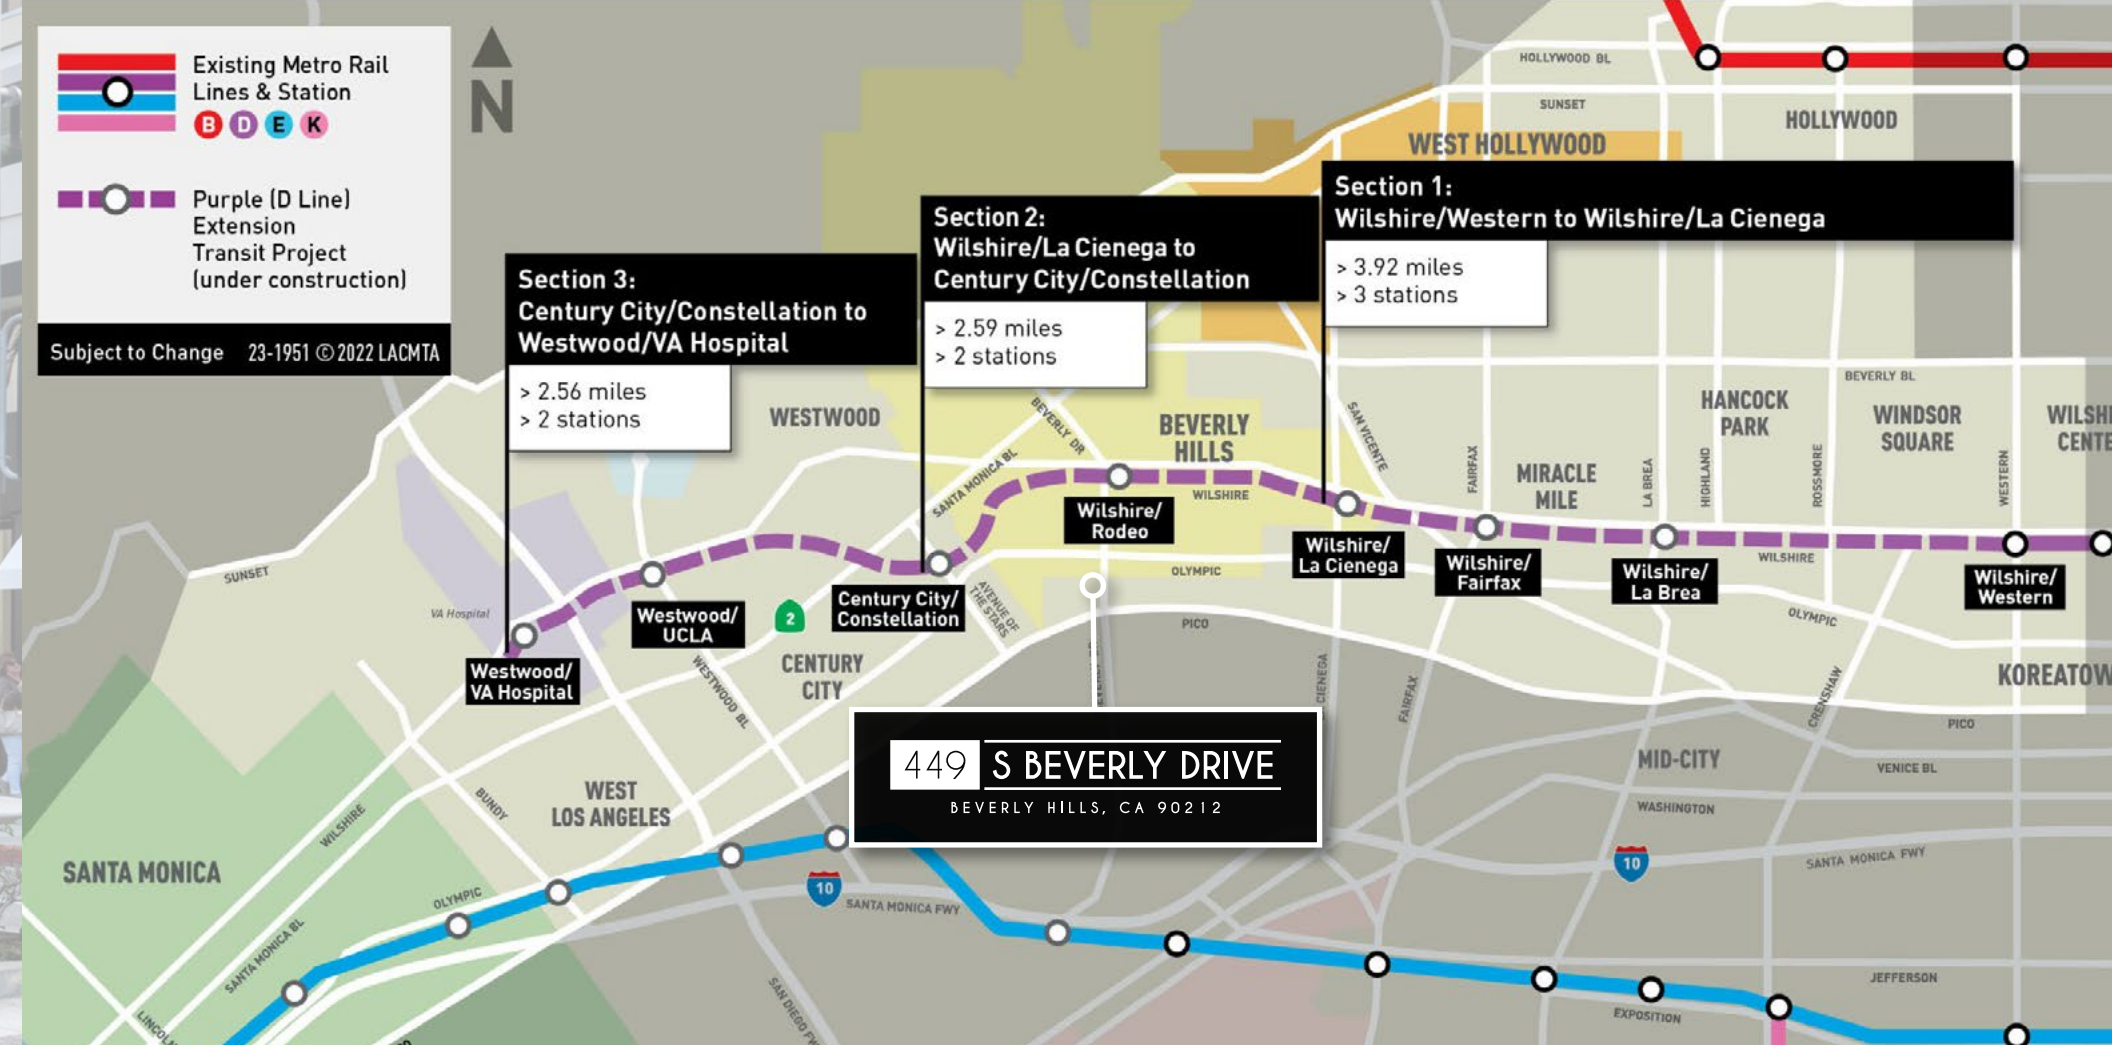 Existing Metro Rail
Lines & Station
B D E K
Purple (D Line)
Extension
Transit Project
(under construction)
Subject to Change 23-1951 © 2022 LACMTA
N
HOLLYWOOD BL
SUNSET
HOLLYWOOD
WEST HOLLYWOOD
Section 1:
Wilshire/Western to Wilshire/La Cienega
> 3.92 miles
> 3 stations
Section 2:
Wilshire/La Cienega to
Century City/Constellation
> 2.59 miles
> 2 stations
Section 3:
Century City/Constellation to
Westwood/VA Hospital
> 2.56 miles
> 2 stations
WESTWOOD
BEVERLY DR
SANTA MONICA BL
BEVERLY
HILLS
WILSHIRE
SAN VICENTE
FAIRFAX
MIRACLE
MILE
LA BREA
HIGHLAND
HANCOCK
PARK
BEVERLY BL
ROSSMORE
WINDSOR
SQUARE
WESTERN
WILSH
CENTE
Wilshire/
Rodeo
Wilshire/
La Cienega
Wilshire/
Fairfax
Wilshire/
La Brea
WILSHIRE
Wilshire/
Western
OLYMPIC
OLYMPIC
PICO
SUNSET
VA Hospital
Westwood/
VA Hospital
Westwood/
UCLA
2
Century City/
Constellation
AVENUE OF
THE STARS
CENTURY
CITY
WESTWOOD BL
CIENEGA
FAIRFAX
CRENSHAW
KOREATOW
PICO
449 S BEVERLY DRIVE
BEVERLY HILLS, CA 90212
MID-CITY
VENICE BL
WASHINGTON
SANTA MONICA FWY
10
WEST
LOS ANGELES
BUNDY
WILSHIRE
SANTA MONICA
OLYMPIC
SANTA MONICA BL
10
SANTA MONICA FWY
SAN DIEGO FW
LINCOLN
JEFFERSON
EXPOSITION